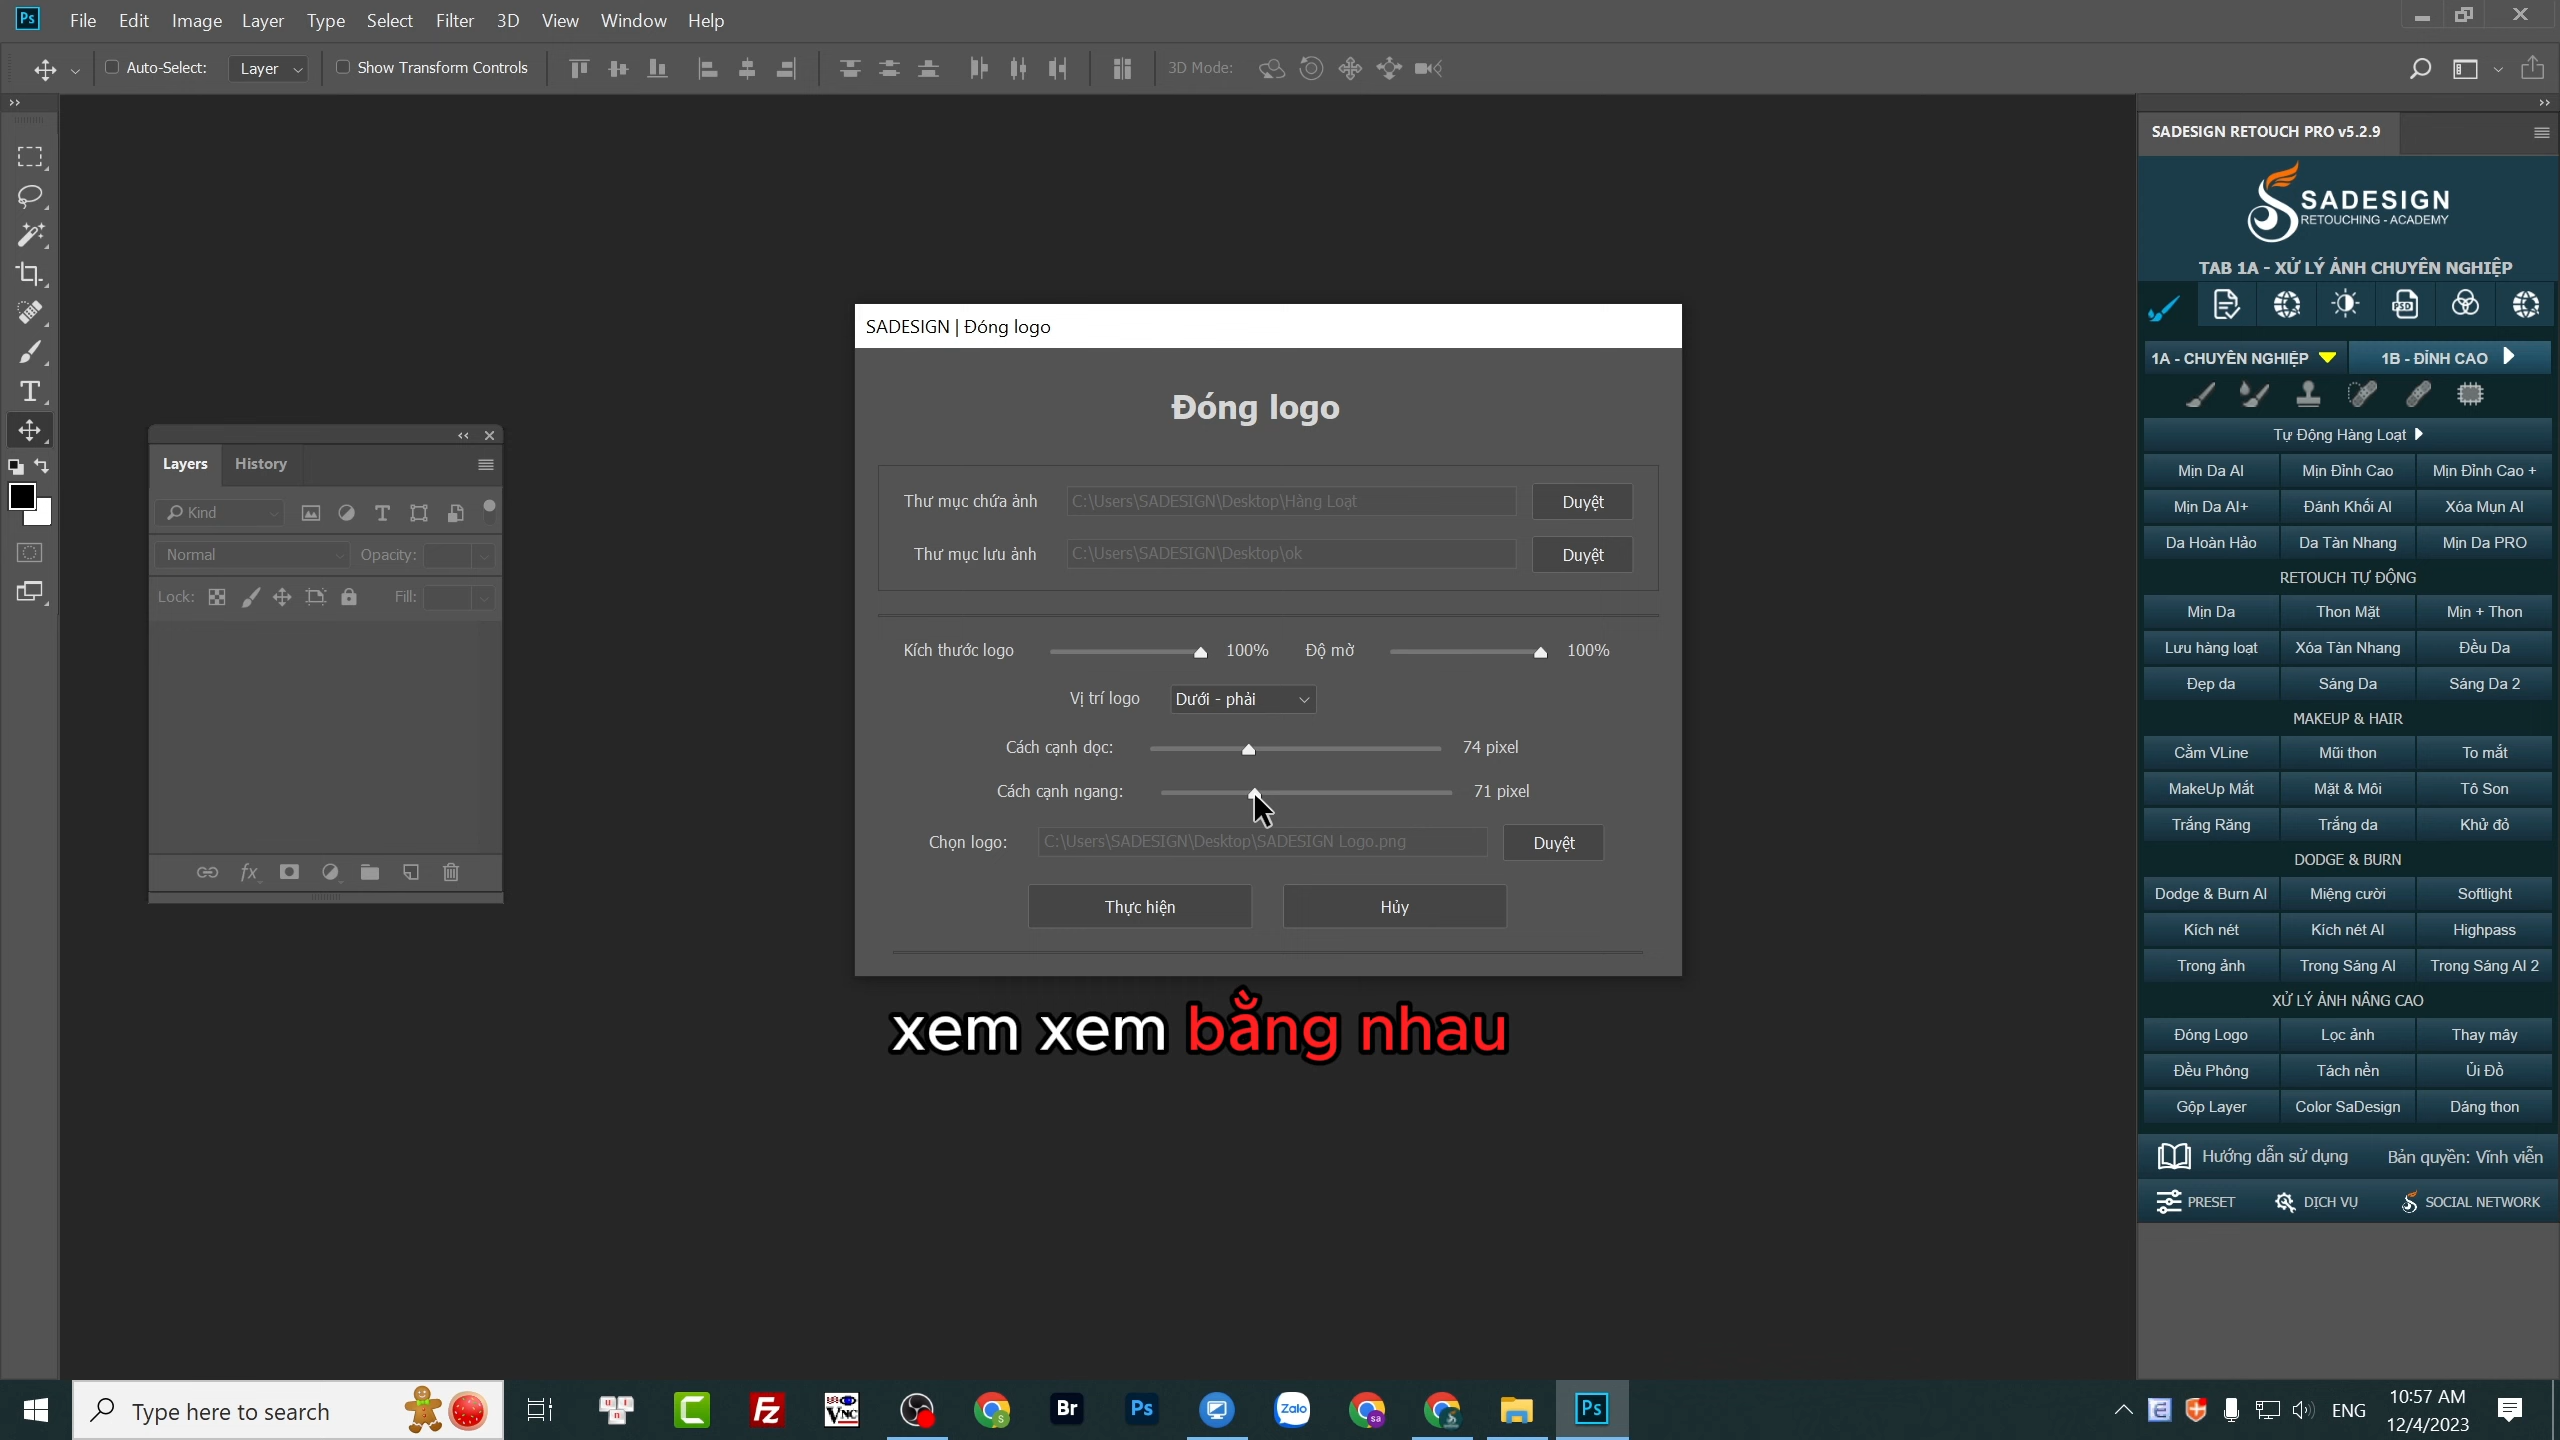 Ps File Edit Image Layer Type Select Filter 3D View Window Help
Auto-Select: Layer Show Transform Controls 3D Mode:
SADESIGN RETOUCH PRO v5.2.9
SADESIGN
RETOUCHING - ACADEMY
TAB 1A - XỬ LÝ ẢNH CHUYÊN NGHIỆP
PSD
1A - CHUYÊN NGHIỆP 1B - ĐỈNH CAO
Tự Động Hàng Loạt
Mịn Da AI Mịn Đỉnh Cao Mịn Đỉnh Cao +
Mịn Da AI+ Đánh Khối AI Xóa Mụn AI
Da Hoàn Hảo Da Tàn Nhang Mịn Da PRO
RETOUCH TỰ ĐỘNG
Mịn Da Thon Mặt Mịn + Thon
Lưu hàng loạt Xóa Tàn Nhang Đều Da
Đẹp da Sáng Da Sáng Da 2
MAKEUP & HAIR
Cằm VLine Mũi thon To mắt
MakeUp Mắt Mặt & Môi Tô Son
Trắng Răng Trắng da Khử đỏ
DODGE & BURN
Dodge & Burn AI Miệng cười Softlight
Kích nét Kích nét AI Highpass
Trong ảnh Trong Sáng AI Trong Sáng AI 2
XỬ LÝ ẢNH NÂNG CAO
Đóng Logo Lọc ảnh Thay mây
Đều Phông Tách nền Ủi Đồ
Gộp Layer Color SaDesign Dáng thon
Hướng dẫn sử dụng Bản quyền: Vĩnh viễn
PRESET DỊCH VỤ SOCIAL NETWORK
Layers History
Kind
Normal Opacity:
Lock: Fill:
fx
SADESIGN | Đóng logo
Đóng logo
Thư mục chứa ảnh C:\Users\SADESIGN\Desktop\Hàng Loạt Duyệt
Thư mục lưu ảnh C:\Users\SADESIGN\Desktop\ok Duyệt
Kích thước logo 100% Độ mờ 100%
Vị trí logo Dưới - phải
Cách cạnh dọc: 74 pixel
Cách cạnh ngang: 71 pixel
Chọn logo: C:\Users\SADESIGN\Desktop\SADESIGN Logo.png Duyệt
Thực hiện Hủy
xem xem bằng nhau
Type here to search Br Ps Zalo Ps ENG 10:57 AM
12/4/2023